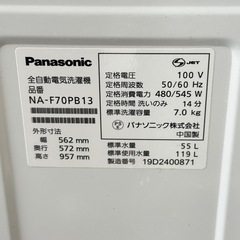 Panasonic
全自動電気洗濯機
品番
NA-F70PB13
外形寸法
幅 562 mm
奥行 572 mm
高さ 957 mm
JET
定格電圧 100 V
定格周波数 50/60 Hz
定格消費電力 480/545 W
定格時間 洗いのみ 14 分
標準洗濯容量 7.0 kg
パナソニック株式会社
中国製
標準水量 55 L
標準使用水量 119 L
製造番号 19D2400871